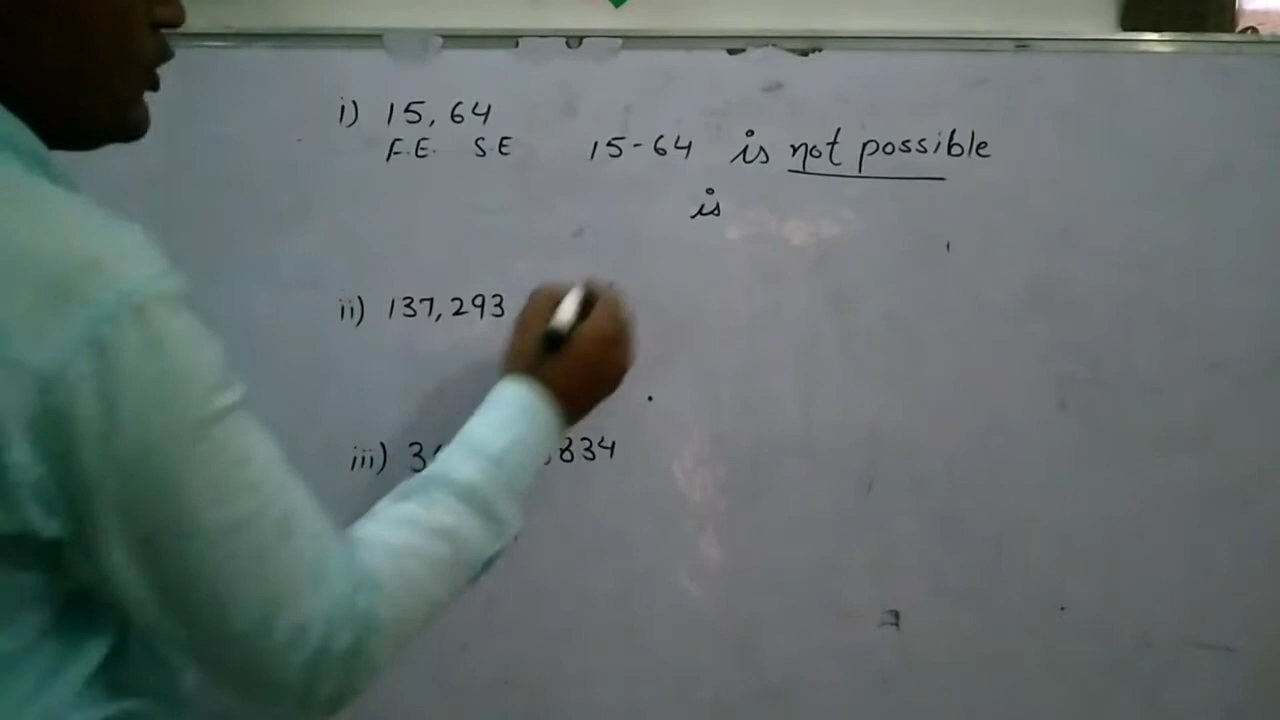 i) 15, 64
F.E. S E 15-64 is not possible
is
ii) 137, 293
iii) 834